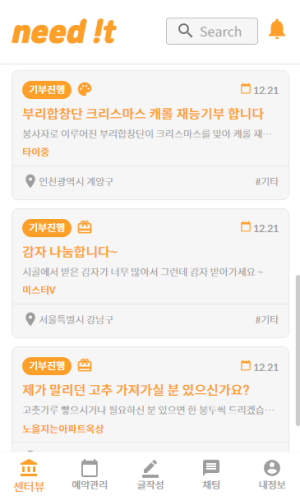 need !t
Search
기부진행
12.21
부리합창단 크리스마스 캐롤 재능기부 합니다
봉사자로 이루어진 부리합창단이 크리스마스를 맞아 캐롤 재…
타이중
인천광역시 계양구
#기타
기부진행
12.21
감자 나눔합니다~
시골에서 받은 감자가 너무 많아서 그런데 감자 받아가세요 ~
미스터V
서울특별시 강남구
#기타
기부진행
12.21
제가 말리던 고추 가져가실 분 있으신가요?
고춧가루 빻으시거나 필요하신 분 있으면 한 봉투씩 드리겠습…
노을지는아파트옥상
센터뷰
예약관리
글작성
채팅
내정보